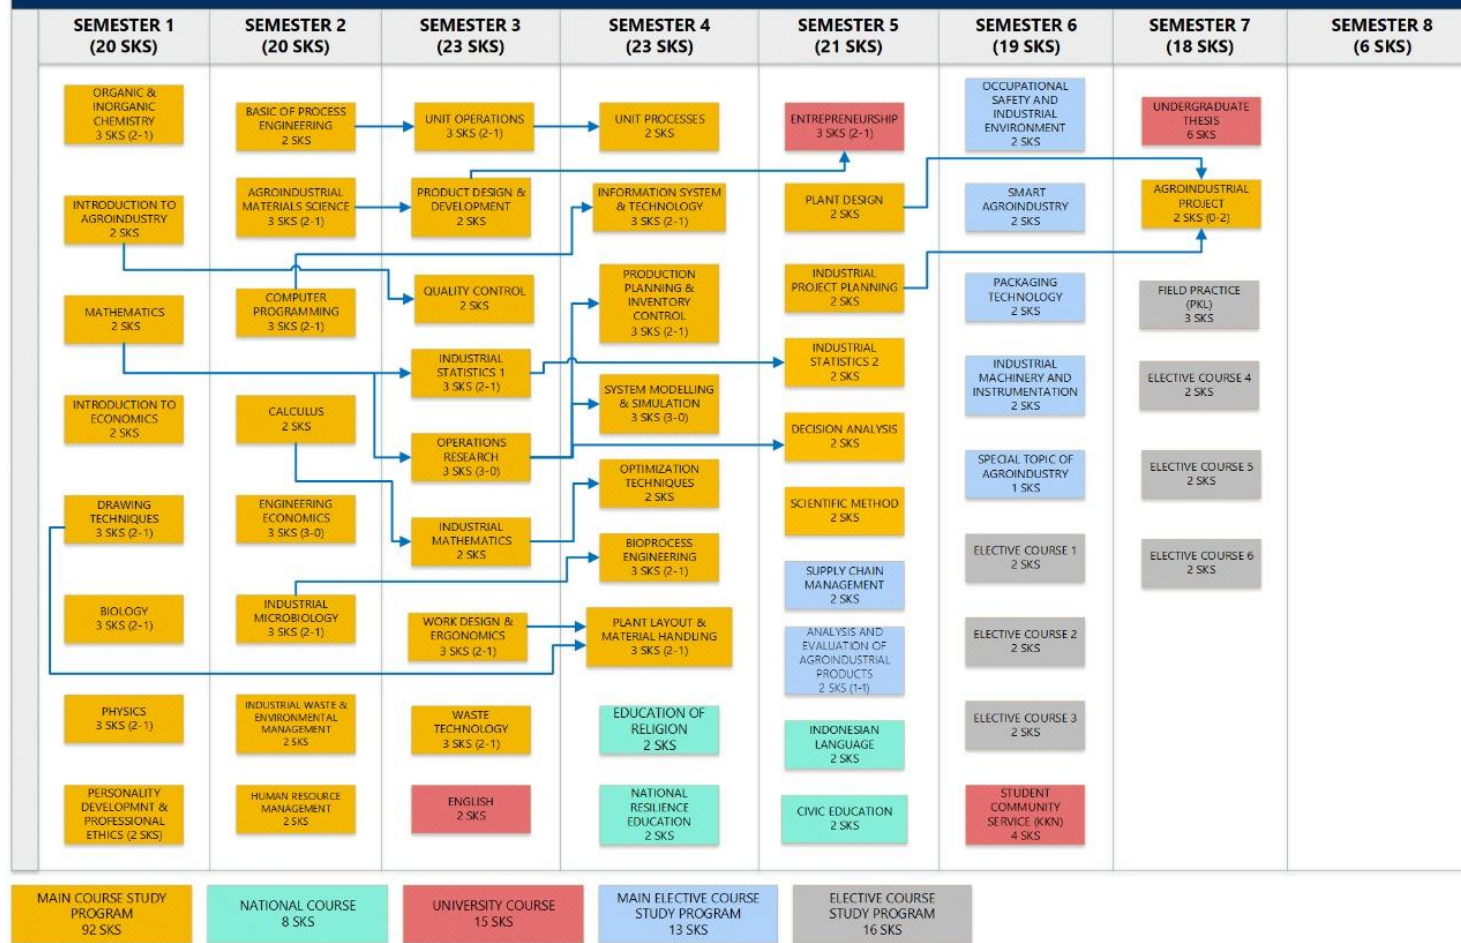 SEMESTER 1
(20 SKS)
SEMESTER 2
(20 SKS)
SEMESTER 3
(23 SKS)
SEMESTER 4
(23 SKS)
SEMESTER 5
(21 SKS)
SEMESTER 6
(19 SKS)
SEMESTER 7
(18 SKS)
SEMESTER 8
(6 SKS)
ORGANIC &
INORGANIC
CHEMISTRY
3 SKS (2-1)
INTRODUCTION TO
AGROINDUSTRY
2 SKS
MATHEMATICS
2 SKS
INTRODUCTION TO
ECONOMICS
2 SKS
DRAWING
TECHNIQUES
3 SKS (2-1)
BIOLOGY
3 SKS (2-1)
PHYSICS
3 SKS (2-1)
PERSONALITY
DEVELOPMNT &
PROFESSIONAL
ETHICS (2 SKS)
BASIC OF PROCESS
ENGINEERING
2 SKS
AGROINDUSTRIAL
MATERIALS SCIENCE
3 SKS (2-1)
COMPUTER
PROGRAMMING
3 SKS (2-1)
CALCULUS
2 SKS
ENGINEERING
ECONOMICS
3 SKS (3-0)
INDUSTRIAL
MICROBIOLOGY
3 SKS (2-1)
INDUSTRIAL WASTE &
ENVIRONMENTAL
MANAGEMENT
2 SKS
HUMAN RESOURCE
MANAGEMENT
2 SKS
UNIT OPERATIONS
3 SKS (2-1)
PRODUCT DESIGN &
DEVELOPMENT
2 SKS
QUALITY CONTROL
2 SKS
INDUSTRIAL
STATISTICS 1
3 SKS (2-1)
OPERATIONS
RESEARCH
3 SKS (3-0)
INDUSTRIAL
MATHEMATICS
2 SKS
WORK DESIGN &
ERGONOMICS
3 SKS (2-1)
WASTE
TECHNOLOGY
3 SKS (2-1)
ENGLISH
2 SKS
UNIT PROCESSES
2 SKS
INFORMATION SYSTEM
& TECHNOLOGY
3 SKS (2-1)
PRODUCTION
PLANNING &
INVENTORY
CONTROL
3 SKS (2-1)
SYSTEM MODELLING
& SIMULATION
3 SKS (3-0)
OPTIMIZATION
TECHNIQUES
2 SKS
BIOPROCESS
ENGINEERING
3 SKS (2-1)
PLANT LAYOUT &
MATERIAL HANDLING
3 SKS (2-1)
EDUCATION OF
RELIGION
2 SKS
NATIONAL
RESILIENCE
EDUCATION
2 SKS
ENTREPRENEURSHIP
3 SKS (2-1)
PLANT DESIGN
2 SKS
INDUSTRIAL
PROJECT PLANNING
2 SKS
INDUSTRIAL
STATISTICS 2
2 SKS
DECISION ANALYSIS
2 SKS
SCIENTIFIC METHOD
2 SKS
SUPPLY CHAIN
MANAGEMENT
2 SKS
ANALYSIS AND
EVALUATION OF
AGROINDUSTRIAL
PRODUCTS
2 SKS (1-1)
INDONESIAN
LANGUAGE
2 SKS
CIVIC EDUCATION
2 SKS
OCCUPATIONAL
SAFETY AND
INDUSTRIAL
ENVIRONMENT
2 SKS
SMART
AGROINDUSTRY
2 SKS
PACKAGING
TECHNOLOGY
2 SKS
INDUSTRIAL
MACHINERY AND
INSTRUMENTATION
2 SKS
SPECIAL TOPIC OF
AGROINDUSTRY
1 SKS
ELECTIVE COURSE 1
2 SKS
ELECTIVE COURSE 2
2 SKS
ELECTIVE COURSE 3
2 SKS
STUDENT
COMMUNITY
SERVICE (KKN)
4 SKS
UNDERGRADUATE
THESIS
6 SKS
AGROINDUSTRIAL
PROJECT
2 SKS (0-2)
FIELD PRACTICE
(PKL)
3 SKS
ELECTIVE COURSE 4
2 SKS
ELECTIVE COURSE 5
2 SKS
ELECTIVE COURSE 6
2 SKS
MAIN COURSE STUDY
PROGRAM
92 SKS
NATIONAL COURSE
8 SKS
UNIVERSITY COURSE
15 SKS
MAIN ELECTIVE COURSE
STUDY PROGRAM
13 SKS
ELECTIVE COURSE
STUDY PROGRAM
16 SKS